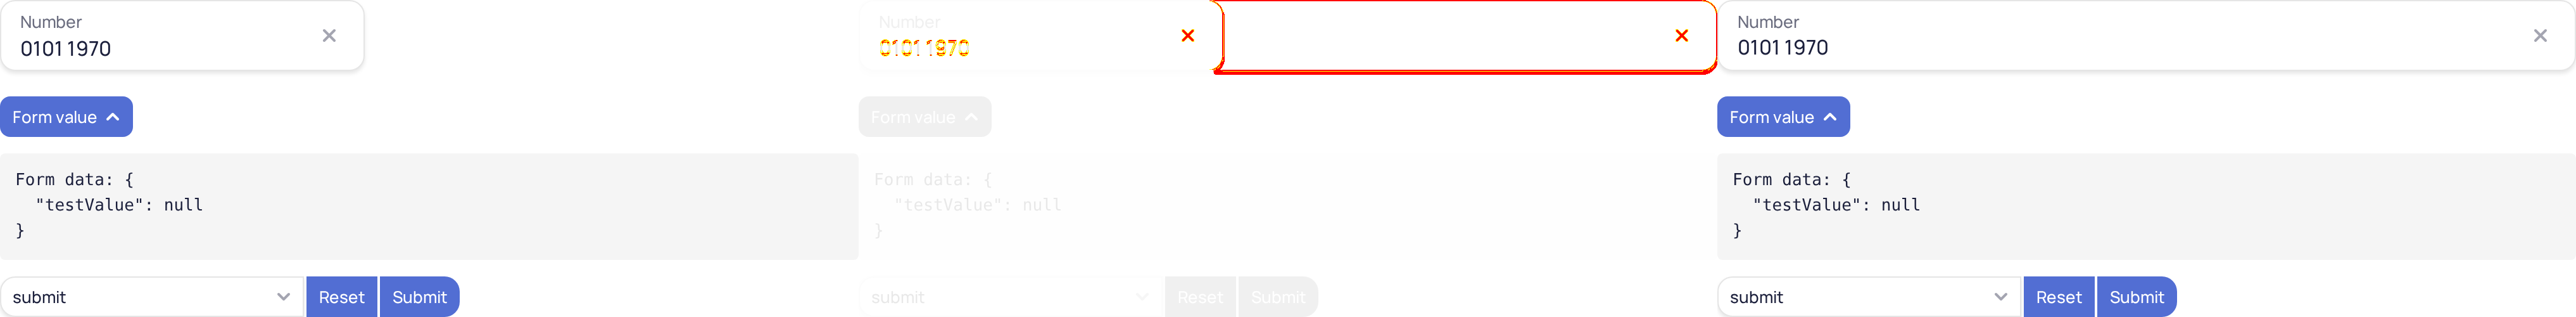 Number
0101 1970
Form value
Form data: {
"testValue": null
}
submit
Reset
Submit
Number
0101 1970
Form value
Form data: {
"testValue": null
}
submit
Reset
Submit
Number
0101 1970
Form value
Form data: {
"testValue": null
}
submit
Reset
Submit